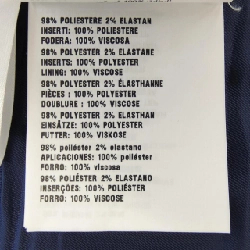 98% POLIESTERE 2% ELASTAN
INSERTI: 100% POLIESTERE
FODERA: 100% VISCOSA
98% POLYESTER 2% ELASTANE
INSERTS: 100% POLYESTER
LINING: 100% VISCOSE
98% POLYESTER 2% ÉLASTHANNE
PIÈCES : 100% POLYESTER
DOUBLURE : 100% VISCOSE
98% POLYESTER 2% ELASTHAN
EINSÄTZE: 100% POLYESTER
FUTTER: 100% VISKOSE
98% poliéster 2% elastano
APLICACIONES: 100% poliéster
FORRO: 100% viscosa
98% POLIÉSTER 2% ELASTANO
INSERÇÕES: 100% POLIÉSTER
FORRO: 100% VISCOSE